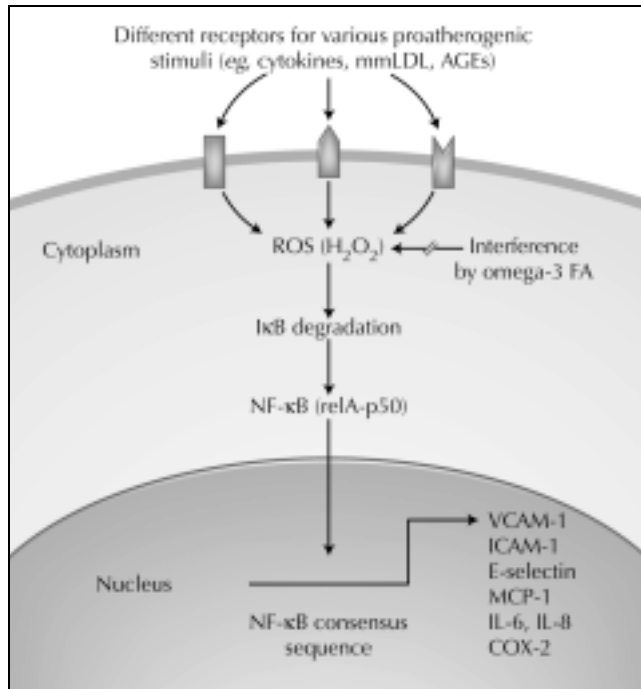 Different receptors for various proatherogenic
stimuli (eg, cytokines, mmLDL, AGEs)
Cytoplasm
ROS (H₂O₂)
Interference
by omega-3 FA
IκB degradation
NF-κB (relA-p50)
Nucleus
NF-κB consensus
sequence
VCAM-1
ICAM-1
E-selectin
MCP-1
IL-6, IL-8
COX-2